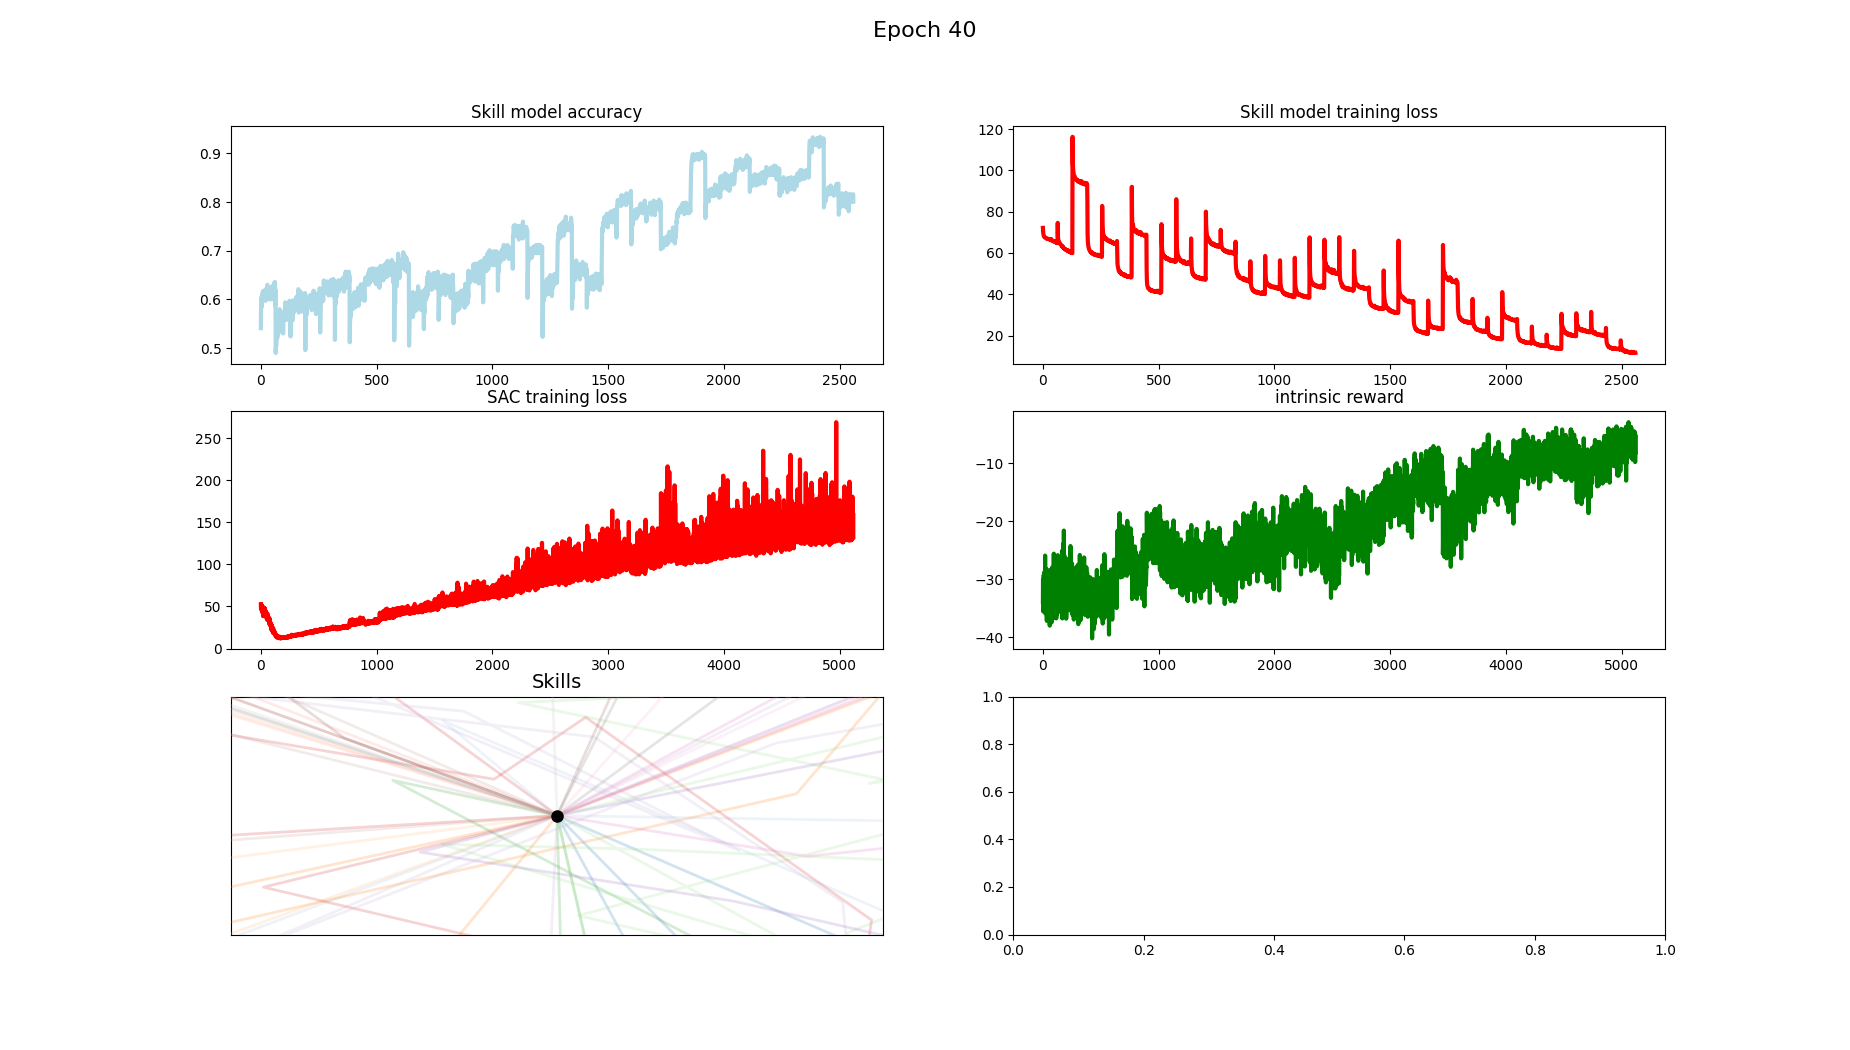 Epoch 40
Skill model accuracy
0.9
0.8
0.7
0.6
0.5
0 500 1000 1500 2000 2500
Skill model training loss
120
100
80
60
40
20
0 500 1000 1500 2000 2500
SAC training loss
250
200
150
100
50
0
0 1000 2000 3000 4000 5000
intrinsic reward
−10
−20
−30
−40
0 1000 2000 3000 4000 5000
Skills
1.0
0.8
0.6
0.4
0.2
0.0
0.0 0.2 0.4 0.6 0.8 1.0